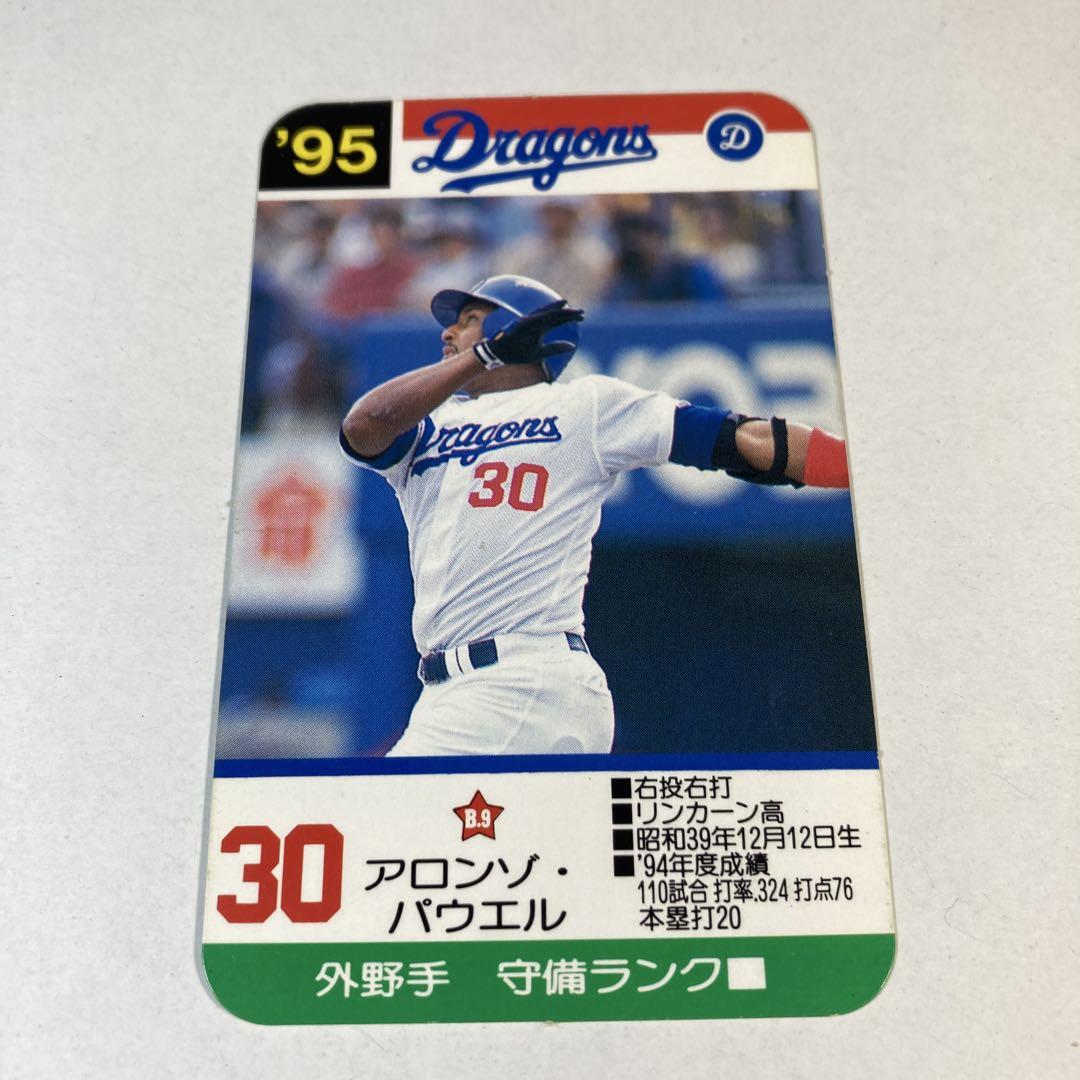 '95
Dragons
D
Dragons
30
B.9
30
アロンゾ・
パウエル
■右投右打
■リンカーン高
■昭和39年12月12日生
■'94年度成績
110試合 打率.324 打点76
本塁打20
外野手 守備ランク■